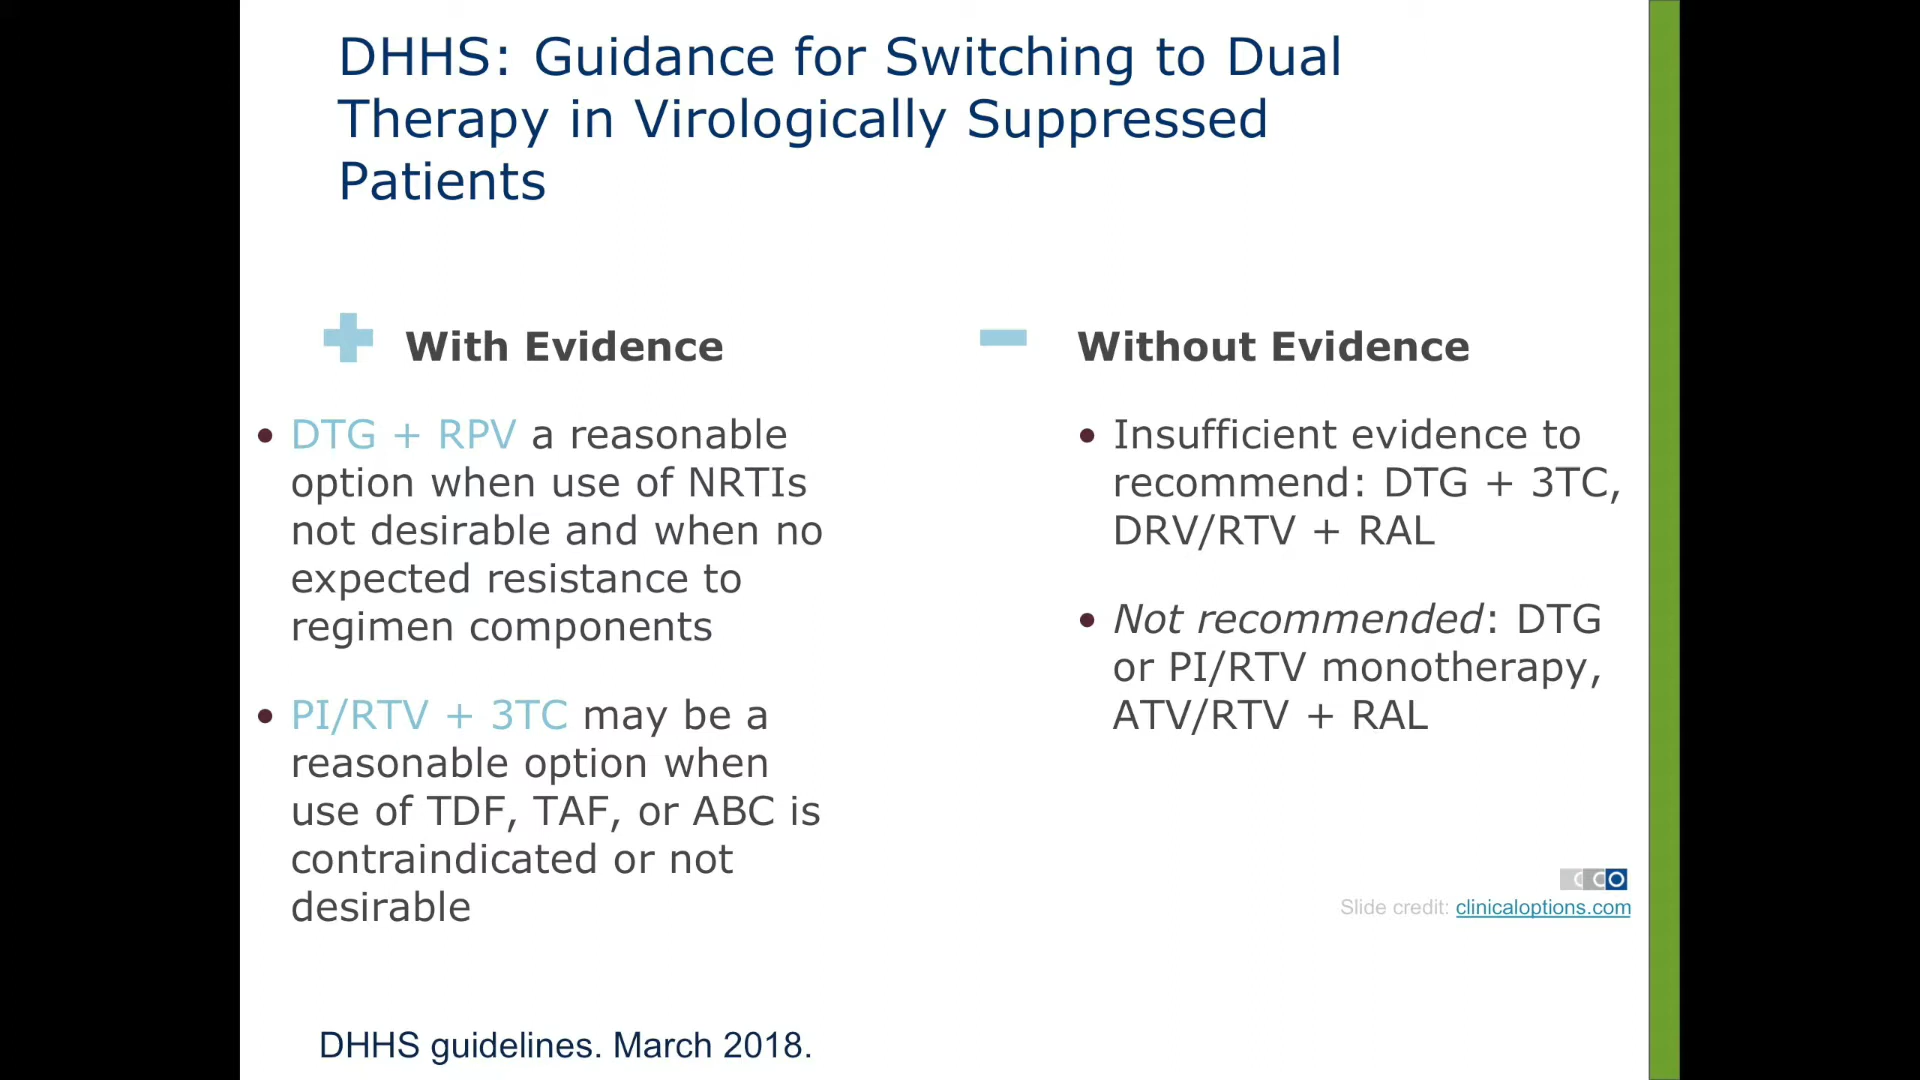 DHHS: Guidance for Switching to Dual
Therapy in Virologically Suppressed
Patients
With Evidence
• DTG + RPV a reasonable
option when use of NRTIs
not desirable and when no
expected resistance to
regimen components
• PI/RTV + 3TC may be a
reasonable option when
use of TDF, TAF, or ABC is
contraindicated or not
desirable
Without Evidence
• Insufficient evidence to
recommend: DTG + 3TC,
DRV/RTV + RAL
• Not recommended: DTG
or PI/RTV monotherapy,
ATV/RTV + RAL
CCO
Slide credit: clinicaloptions.com
DHHS guidelines. March 2018.